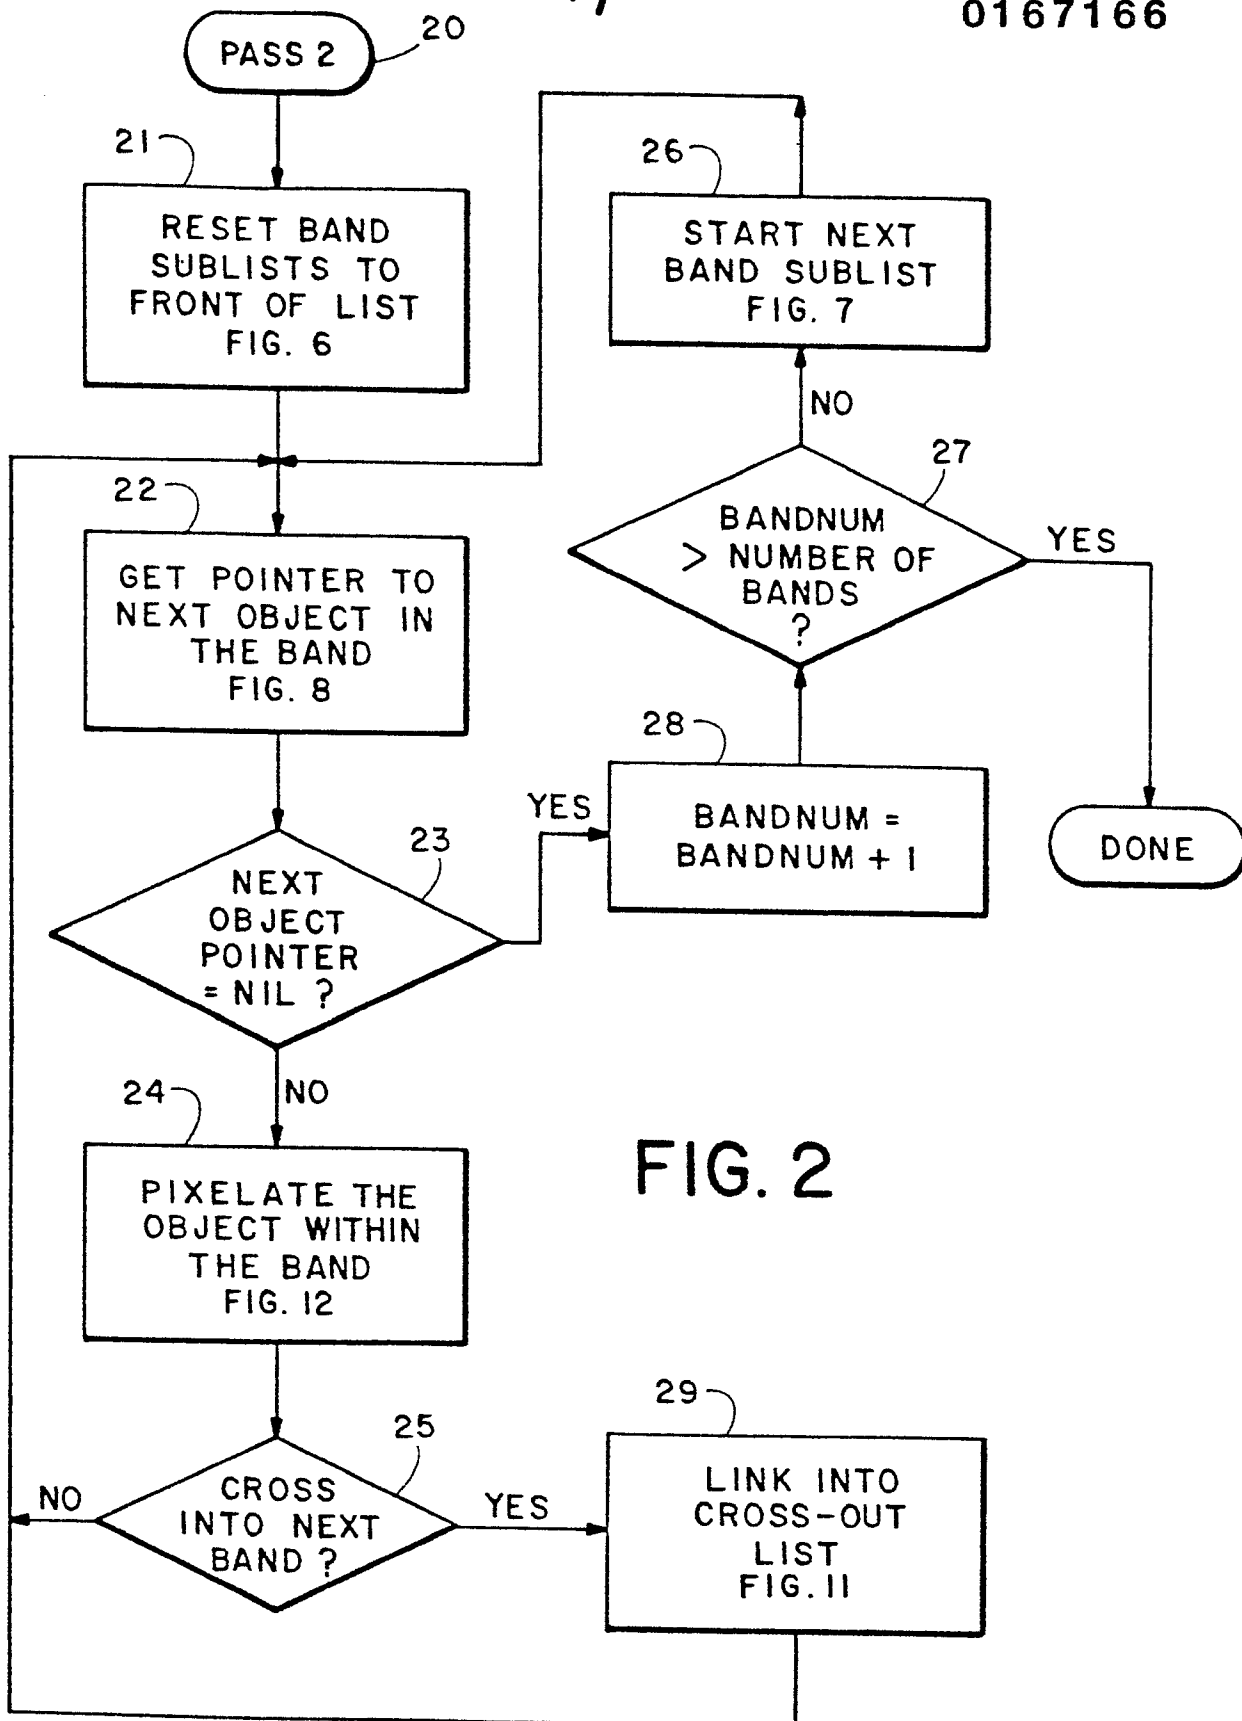 0167166
PASS 2
20
21
RESET BAND
SUBLISTS TO
FRONT OF LIST
FIG. 6
26
START NEXT
BAND SUBLIST
FIG. 7
NO
27
BANDNUM
> NUMBER OF
BANDS
?
YES
22
GET POINTER TO
NEXT OBJECT IN
THE BAND
FIG. 8
28
BANDNUM =
BANDNUM + 1
DONE
23
NEXT
OBJECT
POINTER
= NIL ?
YES
NO
24
PIXELATE THE
OBJECT WITHIN
THE BAND
FIG. 12
FIG. 2
25
CROSS
INTO NEXT
BAND ?
NO
YES
29
LINK INTO
CROSS-OUT
LIST
FIG. 11